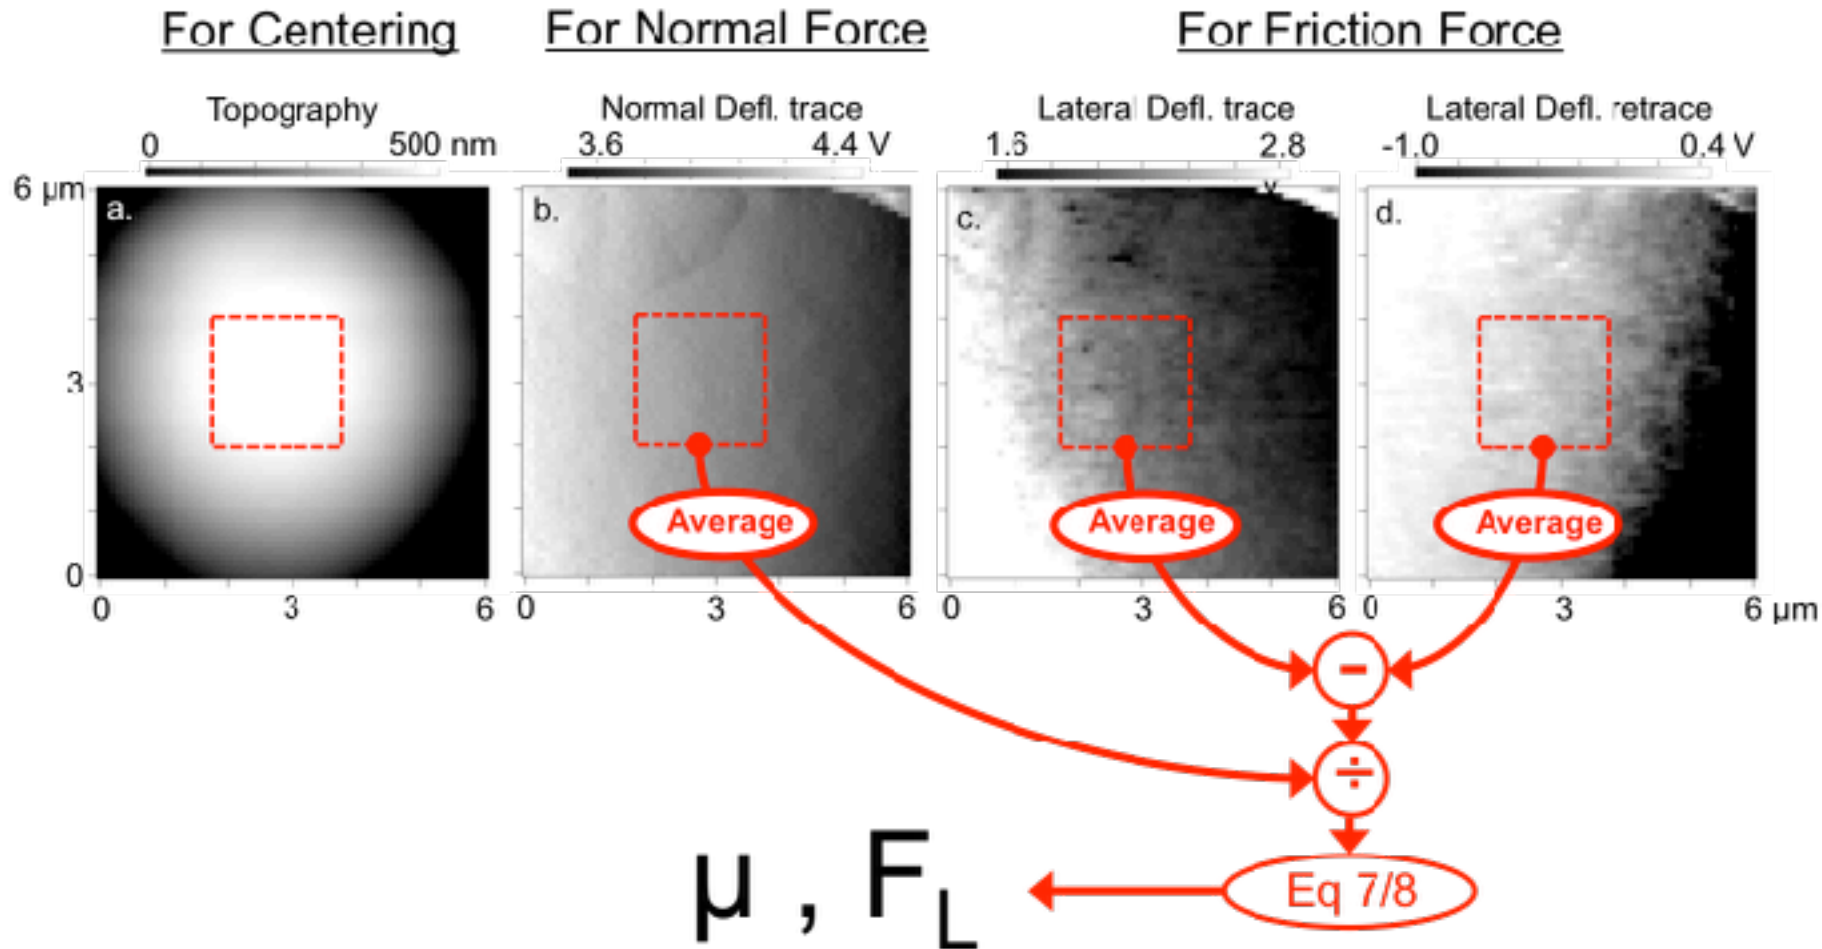 For Centering For Normal Force For Friction Force
Topography Normal Defl. trace Lateral Defl. trace Lateral Defl. retrace
0 500 nm 3.6 4.4 V 1.6 2.8 -1.0 0.4 V
V
6 µm
a. b. c. d.
3
Average Average Average
0
0 3 6 0 3 6 0 3 6 0 3 6 µm
-
÷
µ , FL Eq 7/8